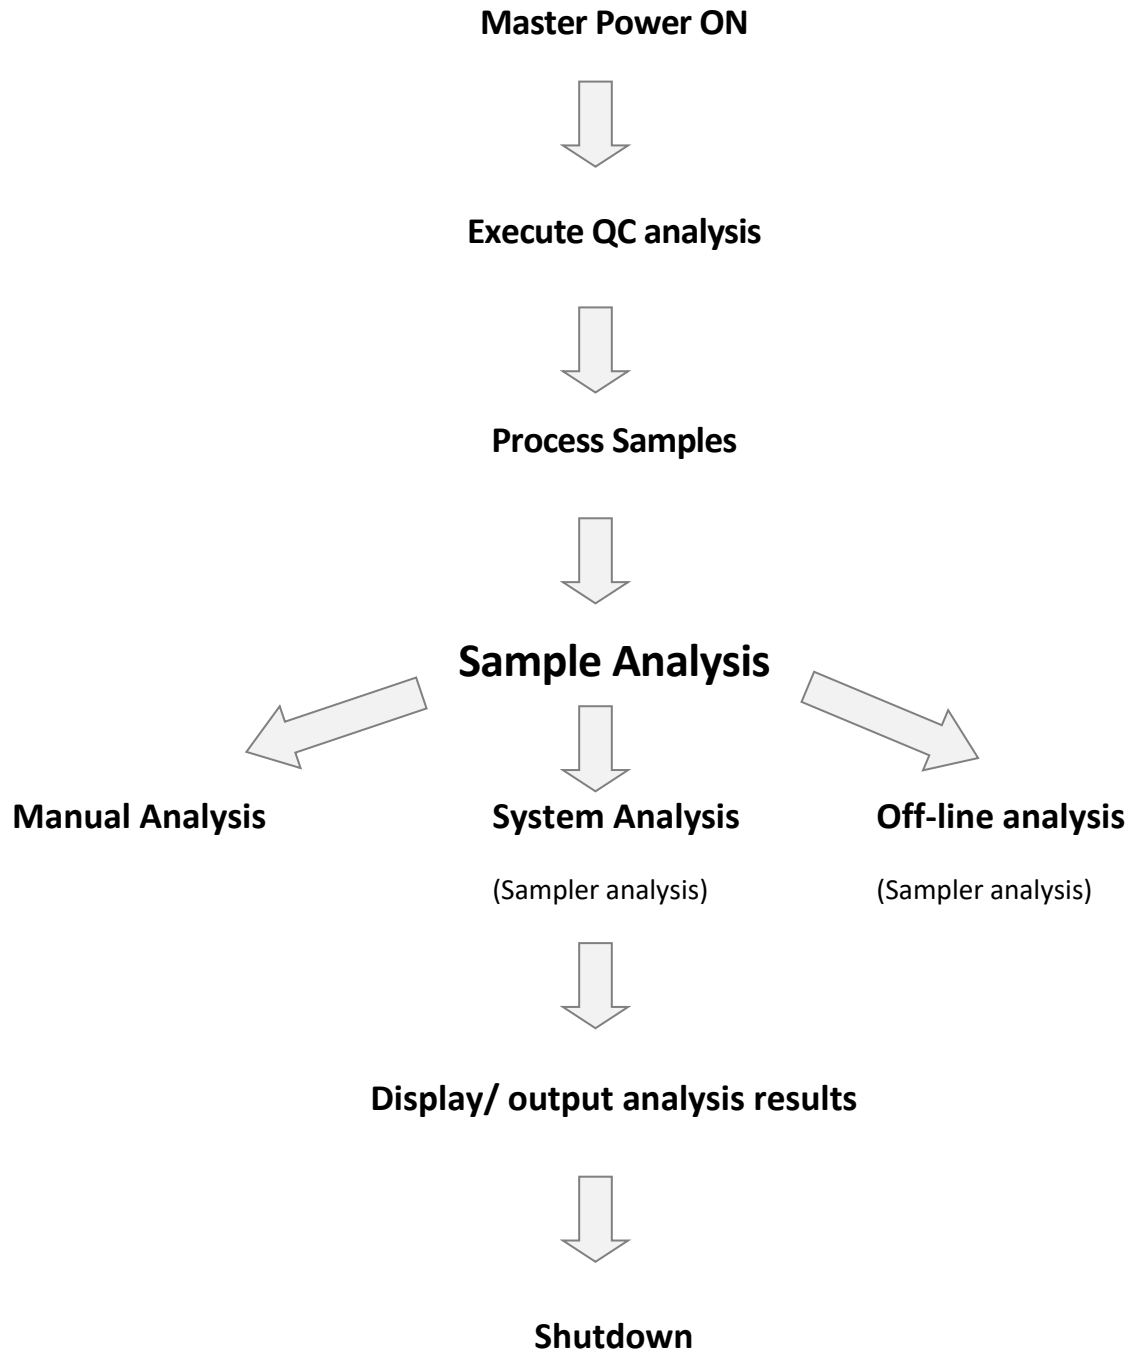 Master Power ON
Execute QC analysis
Process Samples
Sample Analysis
Manual Analysis
System Analysis
Off-line analysis
(Sampler analysis)
(Sampler analysis)
Display/ output analysis results
Shutdown